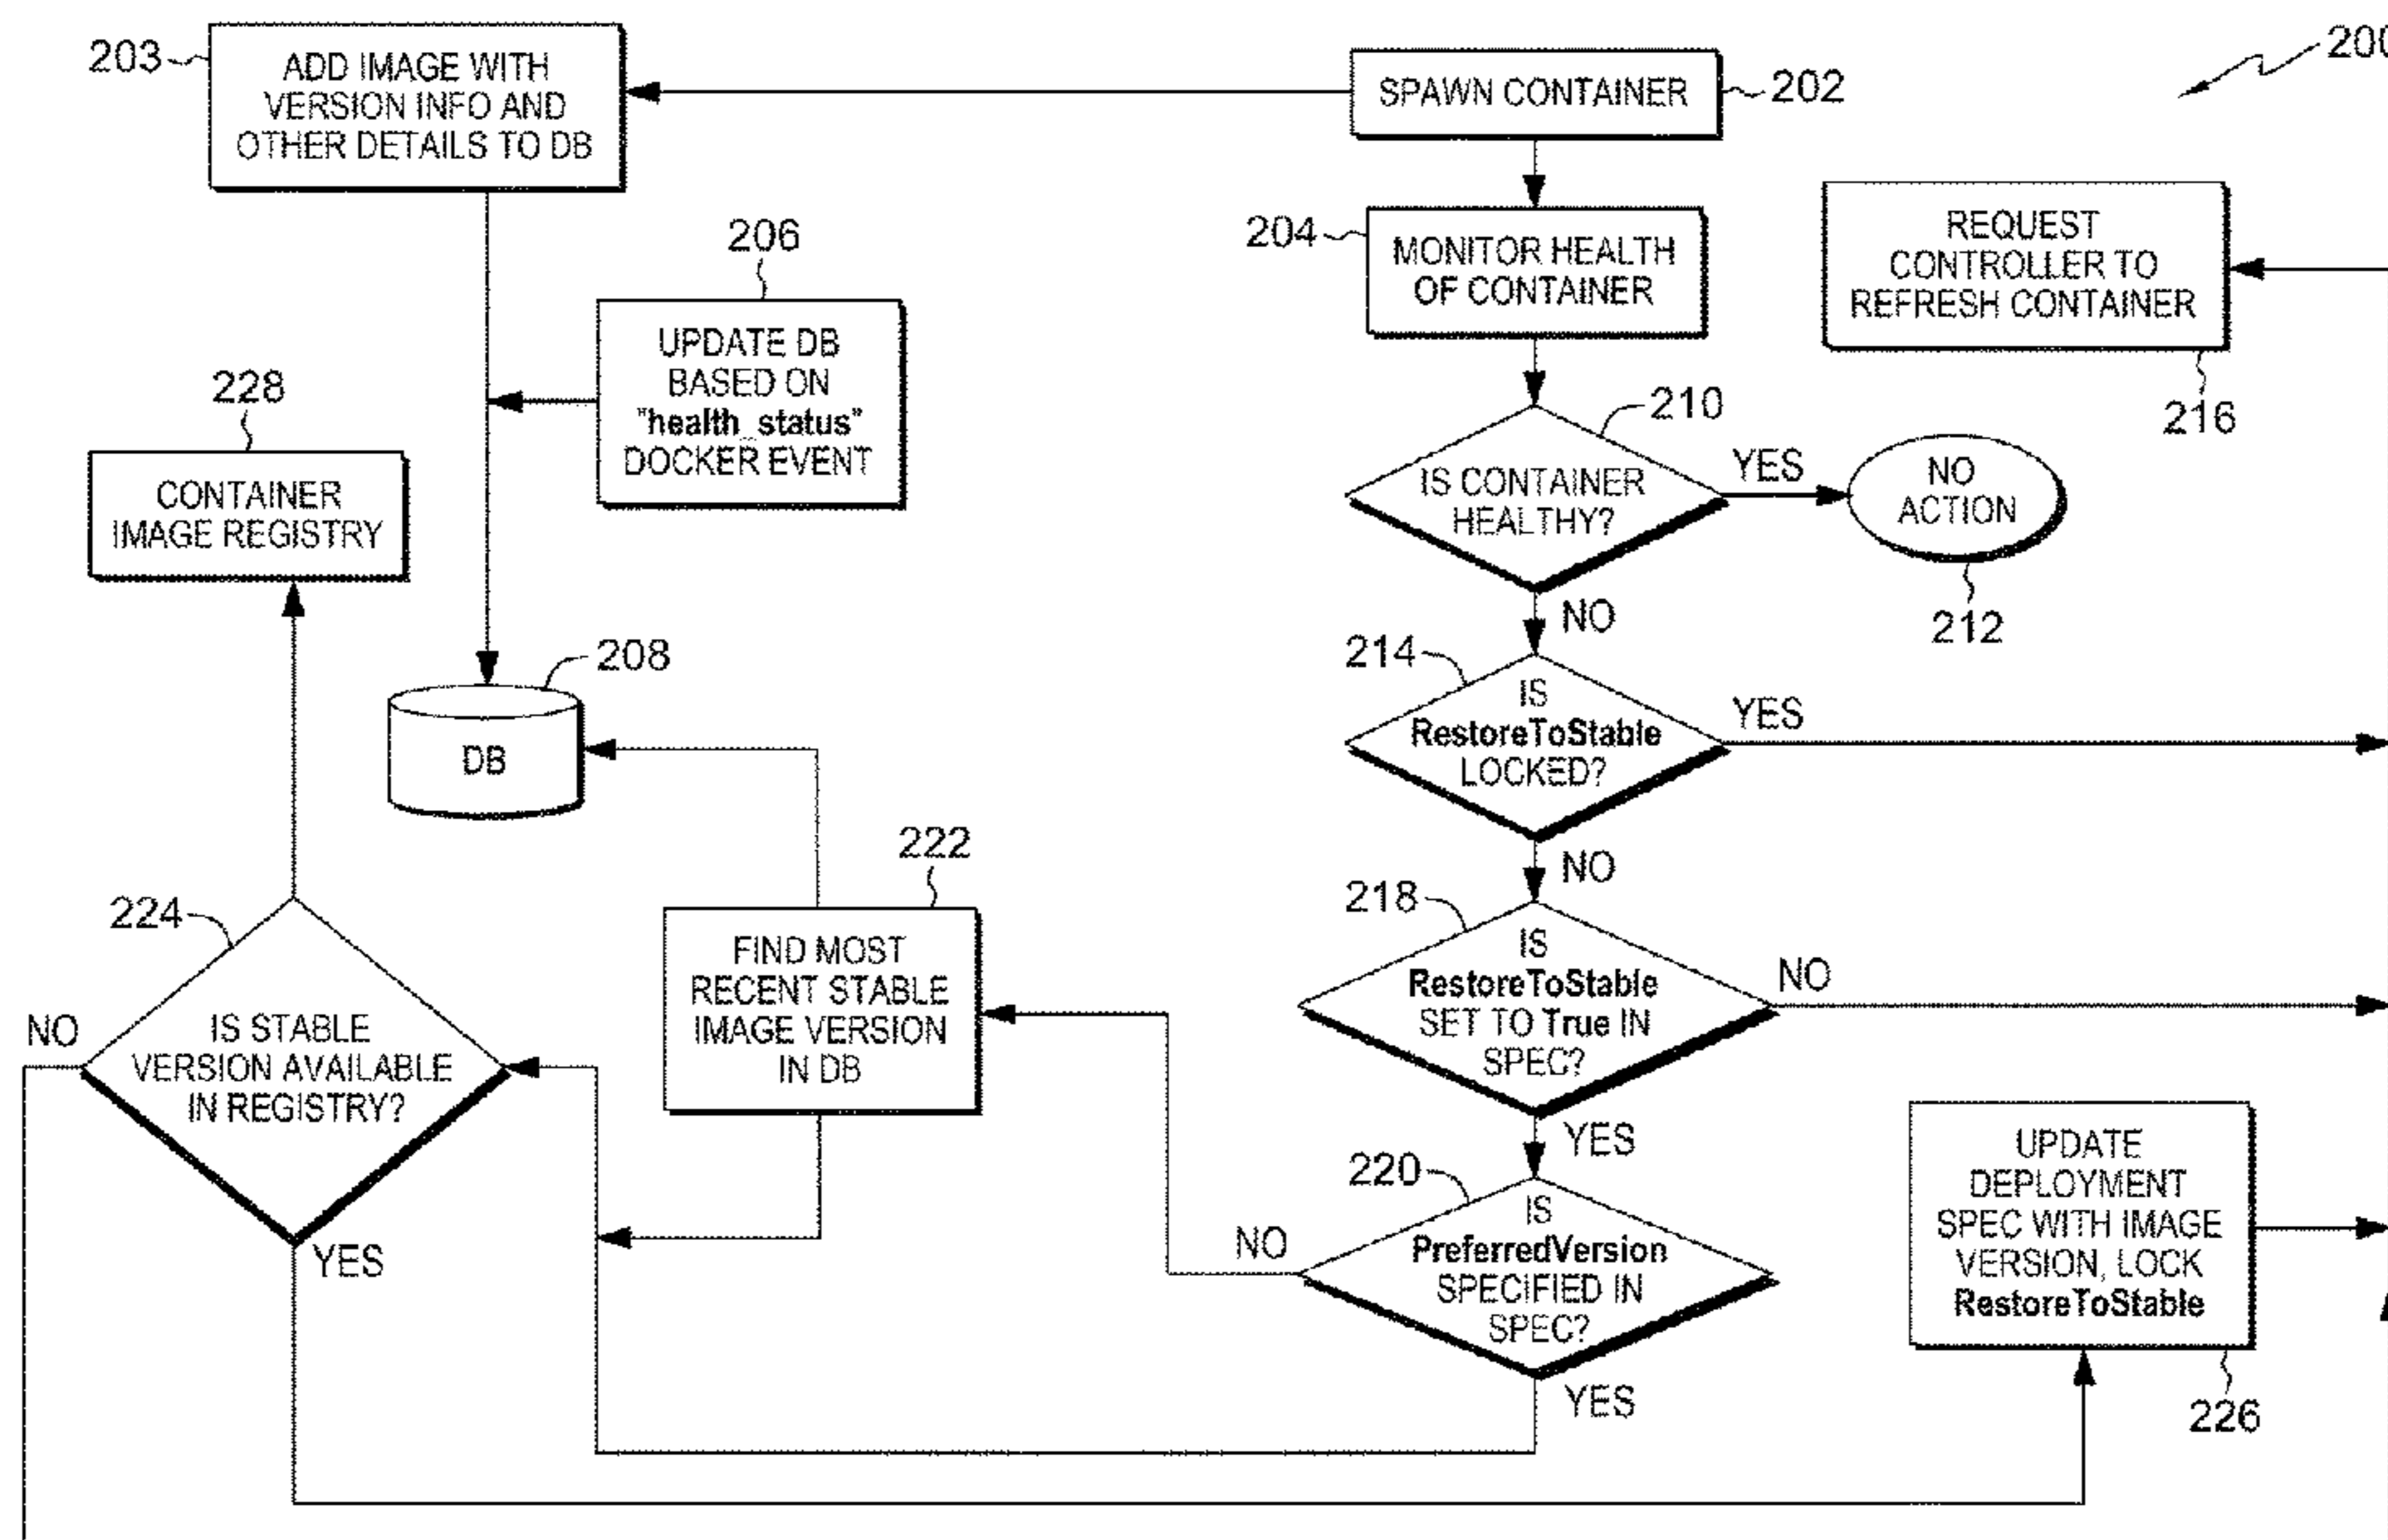 203
ADD IMAGE WITH
VERSION INFO AND
OTHER DETAILS TO DB
SPAWN CONTAINER
202
200
204
MONITOR HEALTH
OF CONTAINER
REQUEST
CONTROLLER TO
REFRESH CONTAINER
216
206
UPDATE DB
BASED ON
"health_status"
DOCKER EVENT
228
CONTAINER
IMAGE REGISTRY
210
IS CONTAINER
HEALTHY?
YES
NO
ACTION
212
NO
208
DB
214
IS
RestoreToStable
LOCKED?
YES
NO
222
FIND MOST
RECENT STABLE
IMAGE VERSION
IN DB
218
IS
RestoreToStable
SET TO True IN
SPEC?
NO
YES
224
IS STABLE
VERSION AVAILABLE
IN REGISTRY?
NO
YES
220
IS
PreferredVersion
SPECIFIED IN
SPEC?
NO
YES
UPDATE
DEPLOYMENT
SPEC WITH IMAGE
VERSION, LOCK
RestoreToStable
226